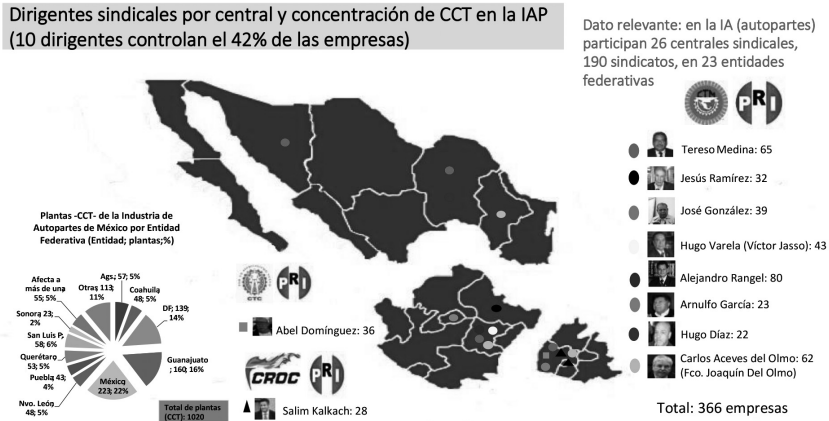 Dirigentes sindicales por central y concentración de CCT en la IAP
(10 dirigentes controlan el 42% de las empresas)
Dato relevante: en la IA (autopartes)
participan 26 centrales sindicales,
190 sindicatos, en 23 entidades
federativas
CTM
PRI
Tereso Medina: 65
Jesús Ramírez: 32
José González: 39
Hugo Varela (Víctor Jasso): 43
Alejandro Rangel: 80
Arnulfo García: 23
Hugo Díaz: 22
Carlos Aceves del Olmo: 62
(Fco. Joaquín Del Olmo)
Total: 366 empresas
Plantas -CCT- de la Industria de
Autopartes de México por Entidad
Federativa (Entidad; plantas;%)
Ags; 57; 5%
Coahuila;
48; 5%
DF; 139;
14%
Guanajuato
; 160; 16%
México;
223; 22%
Nvo. León;
48; 5%
Puebla; 43;
4%
Querétaro;
53; 5%
San Luis P;
58; 6%
Sonora; 23;
2%
Afecta a
más de una;
55; 5%
Otras; 113;
11%
Total de plantas
(CCT): 1020
CTC
PRI
Abel Domínguez: 36
CROC
PRI
Salim Kalkach: 28